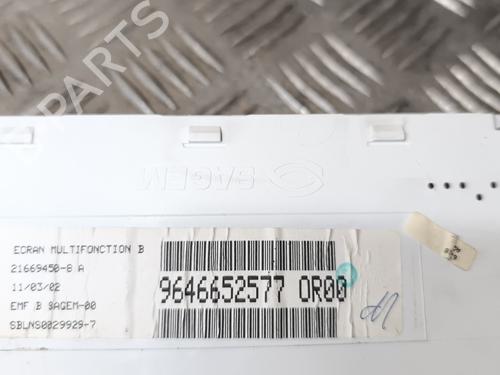 B PARTS
SAGEM
ECRAN MULTIFONCTION B
21669450-8 A
11/03/02
EMF B SAGEM-00
SBLNS0029929-7
9646652577 0R00